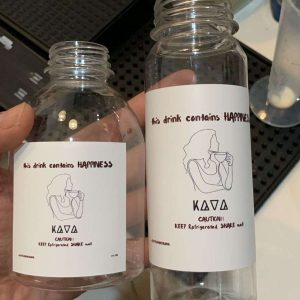 this drink contains HAPPINESS
KAVA
CAUTION:
KEEP Refrigerated SHAKE well
this drink contains HAPPINESS
KAVA
CAUTION:
KEEP Refrigerated SHAKE well